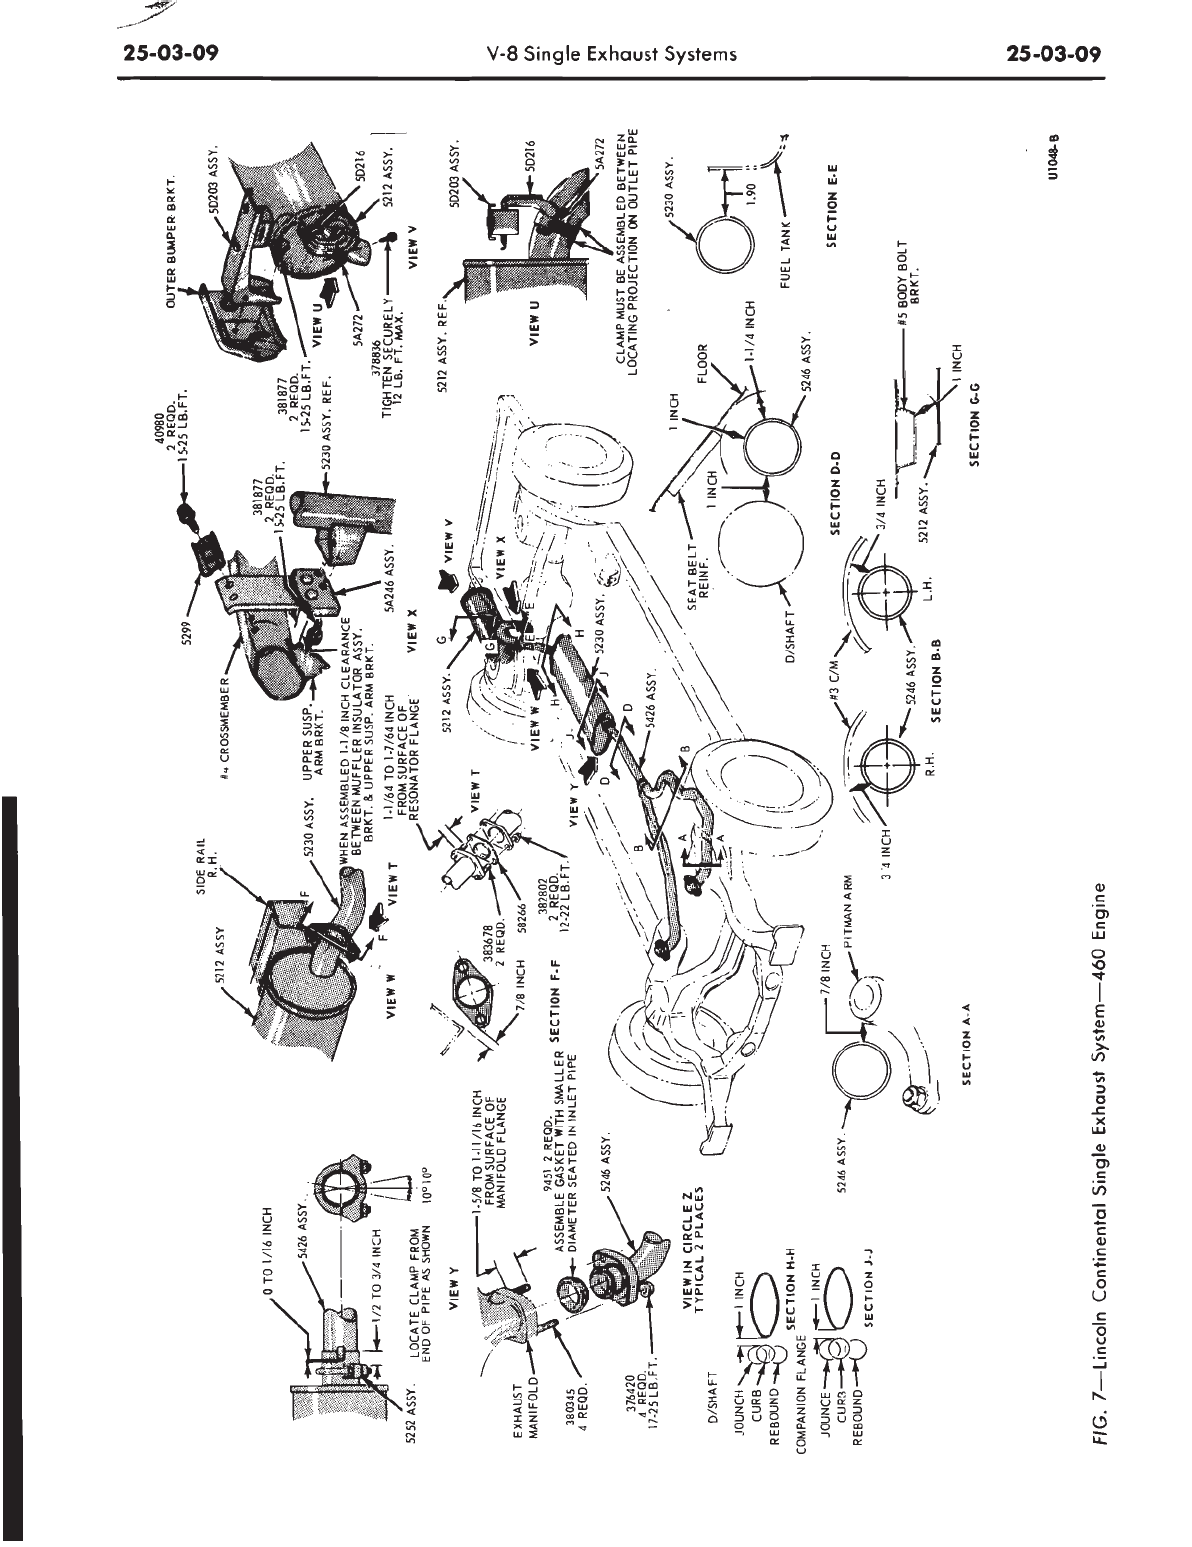 25-03-09
V-8 Single Exhaust Systems
25-03-09
0 TO 1/16 INCH
5426 ASSY.
1/2 TO 3/4 INCH
LOCATE CLAMP FROM
END OF PIPE AS SHOWN
10° 10°
5252 ASSY.
VIEW Y
SIDE RAIL
R.H.
5212 ASSY
5230 ASSY.
F
F
VIEW W
VIEW T
40980
2 REQD.
15-25 LB.FT.
5299
#4 CROSSMEMBER
381877
2 REQD.
15-25 LB.FT.
5230 ASSY. REF.
5A246 ASSY.
UPPER SUSP.
ARM BRKT.
WHEN ASSEMBLED 1-1/8 INCH CLEARANCE
BETWEEN MUFFLER INSULATOR ASSY.
BRKT. & UPPER SUSP. ARM BRKT.
VIEW X
OUTER BUMPER BRKT.
5D203 ASSY.
5D216
5212 ASSY.
VIEW U
5A272
381877
2 REQD.
15-25 LB.FT.
378836
TIGHTEN SECURELY
12 LB. FT. MAX.
VIEW V
1-5/8 TO 1-11/16 INCH
FROM SURFACE OF
MANIFOLD FLANGE
9451 2 REQD.
ASSEMBLE GASKET WITH SMALLER
DIAMETER SEATED IN INLET PIPE
5246 ASSY.
EXHAUST
MANIFOLD
380345
4 REQD.
376420
4 REQD.
17-25 LB.FT.
VIEW IN CIRCLE Z
TYPICAL 2 PLACES
1-1/64 TO 1-7/64 INCH
FROM SURFACE OF
RESONATOR FLANGE
VIEW T
383678
2 REQD.
58266
382802
2 REQD.
12-22 LB.FT.
7/8 INCH
SECTION F-F
5212 ASSY.
G
G
VIEW V
VIEW X
E
E
H
H
5230 ASSY.
VIEW W
J
J
VIEW Y
D
D
5426 ASSY.
B
B
A
A
5D203 ASSY.
5D216
5A272
5212 ASSY. REF.
VIEW U
CLAMP MUST BE ASSEMBLED BETWEEN
LOCATING PROJECTION ON OUTLET PIPE
D/SHAFT
1 INCH
JOUNCH
CURB
REBOUND
SECTION H-H
COMPANION FLANGE
1 INCH
JOUNCE
CURB
REBOUND
SECTION J-J
7/8 INCH
PITMAN ARM
5246 ASSY.
SECTION A-A
3/4 INCH
#3 C/M
3/4 INCH
R.H.
L.H.
5246 ASSY.
SECTION B-B
SEAT BELT
REINF.
FLOOR
1 INCH
1 INCH
1-1/4 INCH
5246 ASSY.
D/SHAFT
SECTION D-D
5230 ASSY.
1.90
FUEL TANK
SECTION E-E
#5 BODY BOLT
BRKT.
1 INCH
5212 ASSY.
SECTION G-G
U1048-B
FIG. 7—Lincoln Continental Single Exhaust System—460 Engine